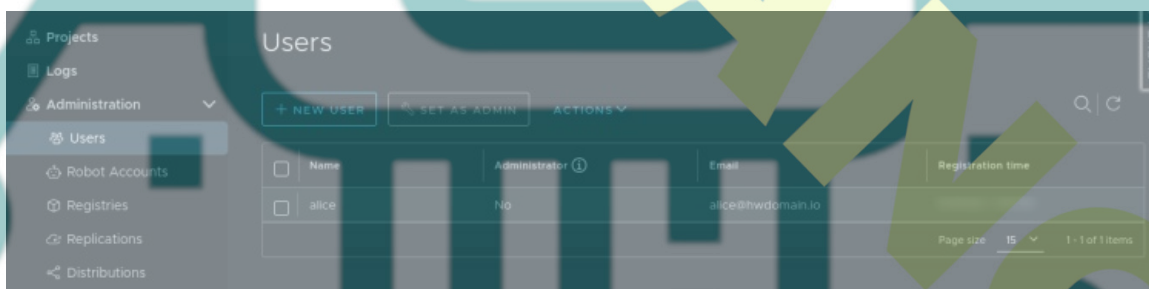 Projects
Users
Logs
Administration
+ NEW USER
SET AS ADMIN
ACTIONS
Users
Name
Administrator
Email
Registration time
Robot Accounts
Registries
alice
No
alice@hwdomain.io
Replications
Page size
15
1 - 1 of 1 items
Distributions